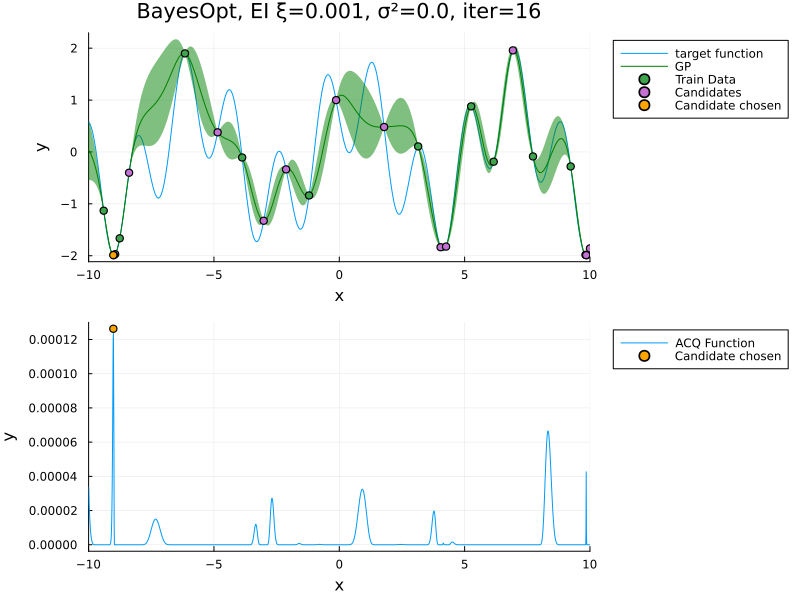 BayesOpt, EI ξ=0.001, σ²=0.0, iter=16
2
1
0
−1
−2
y
−10
−5
0
5
10
x
target function
GP
Train Data
Candidates
Candidate chosen
0.00012
0.00010
0.00008
0.00006
0.00004
0.00002
0.00000
y
−10
−5
0
5
10
x
ACQ Function
Candidate chosen